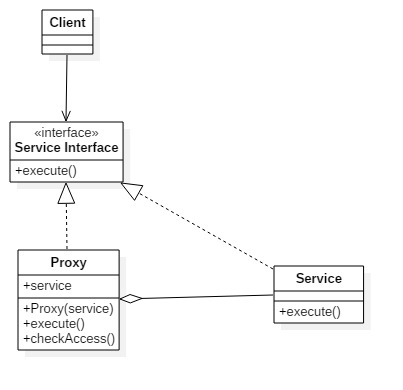 Client
«interface»
Service Interface
+execute()
Proxy
+service
+Proxy(service)
+execute()
+checkAccess()
Service
+execute()